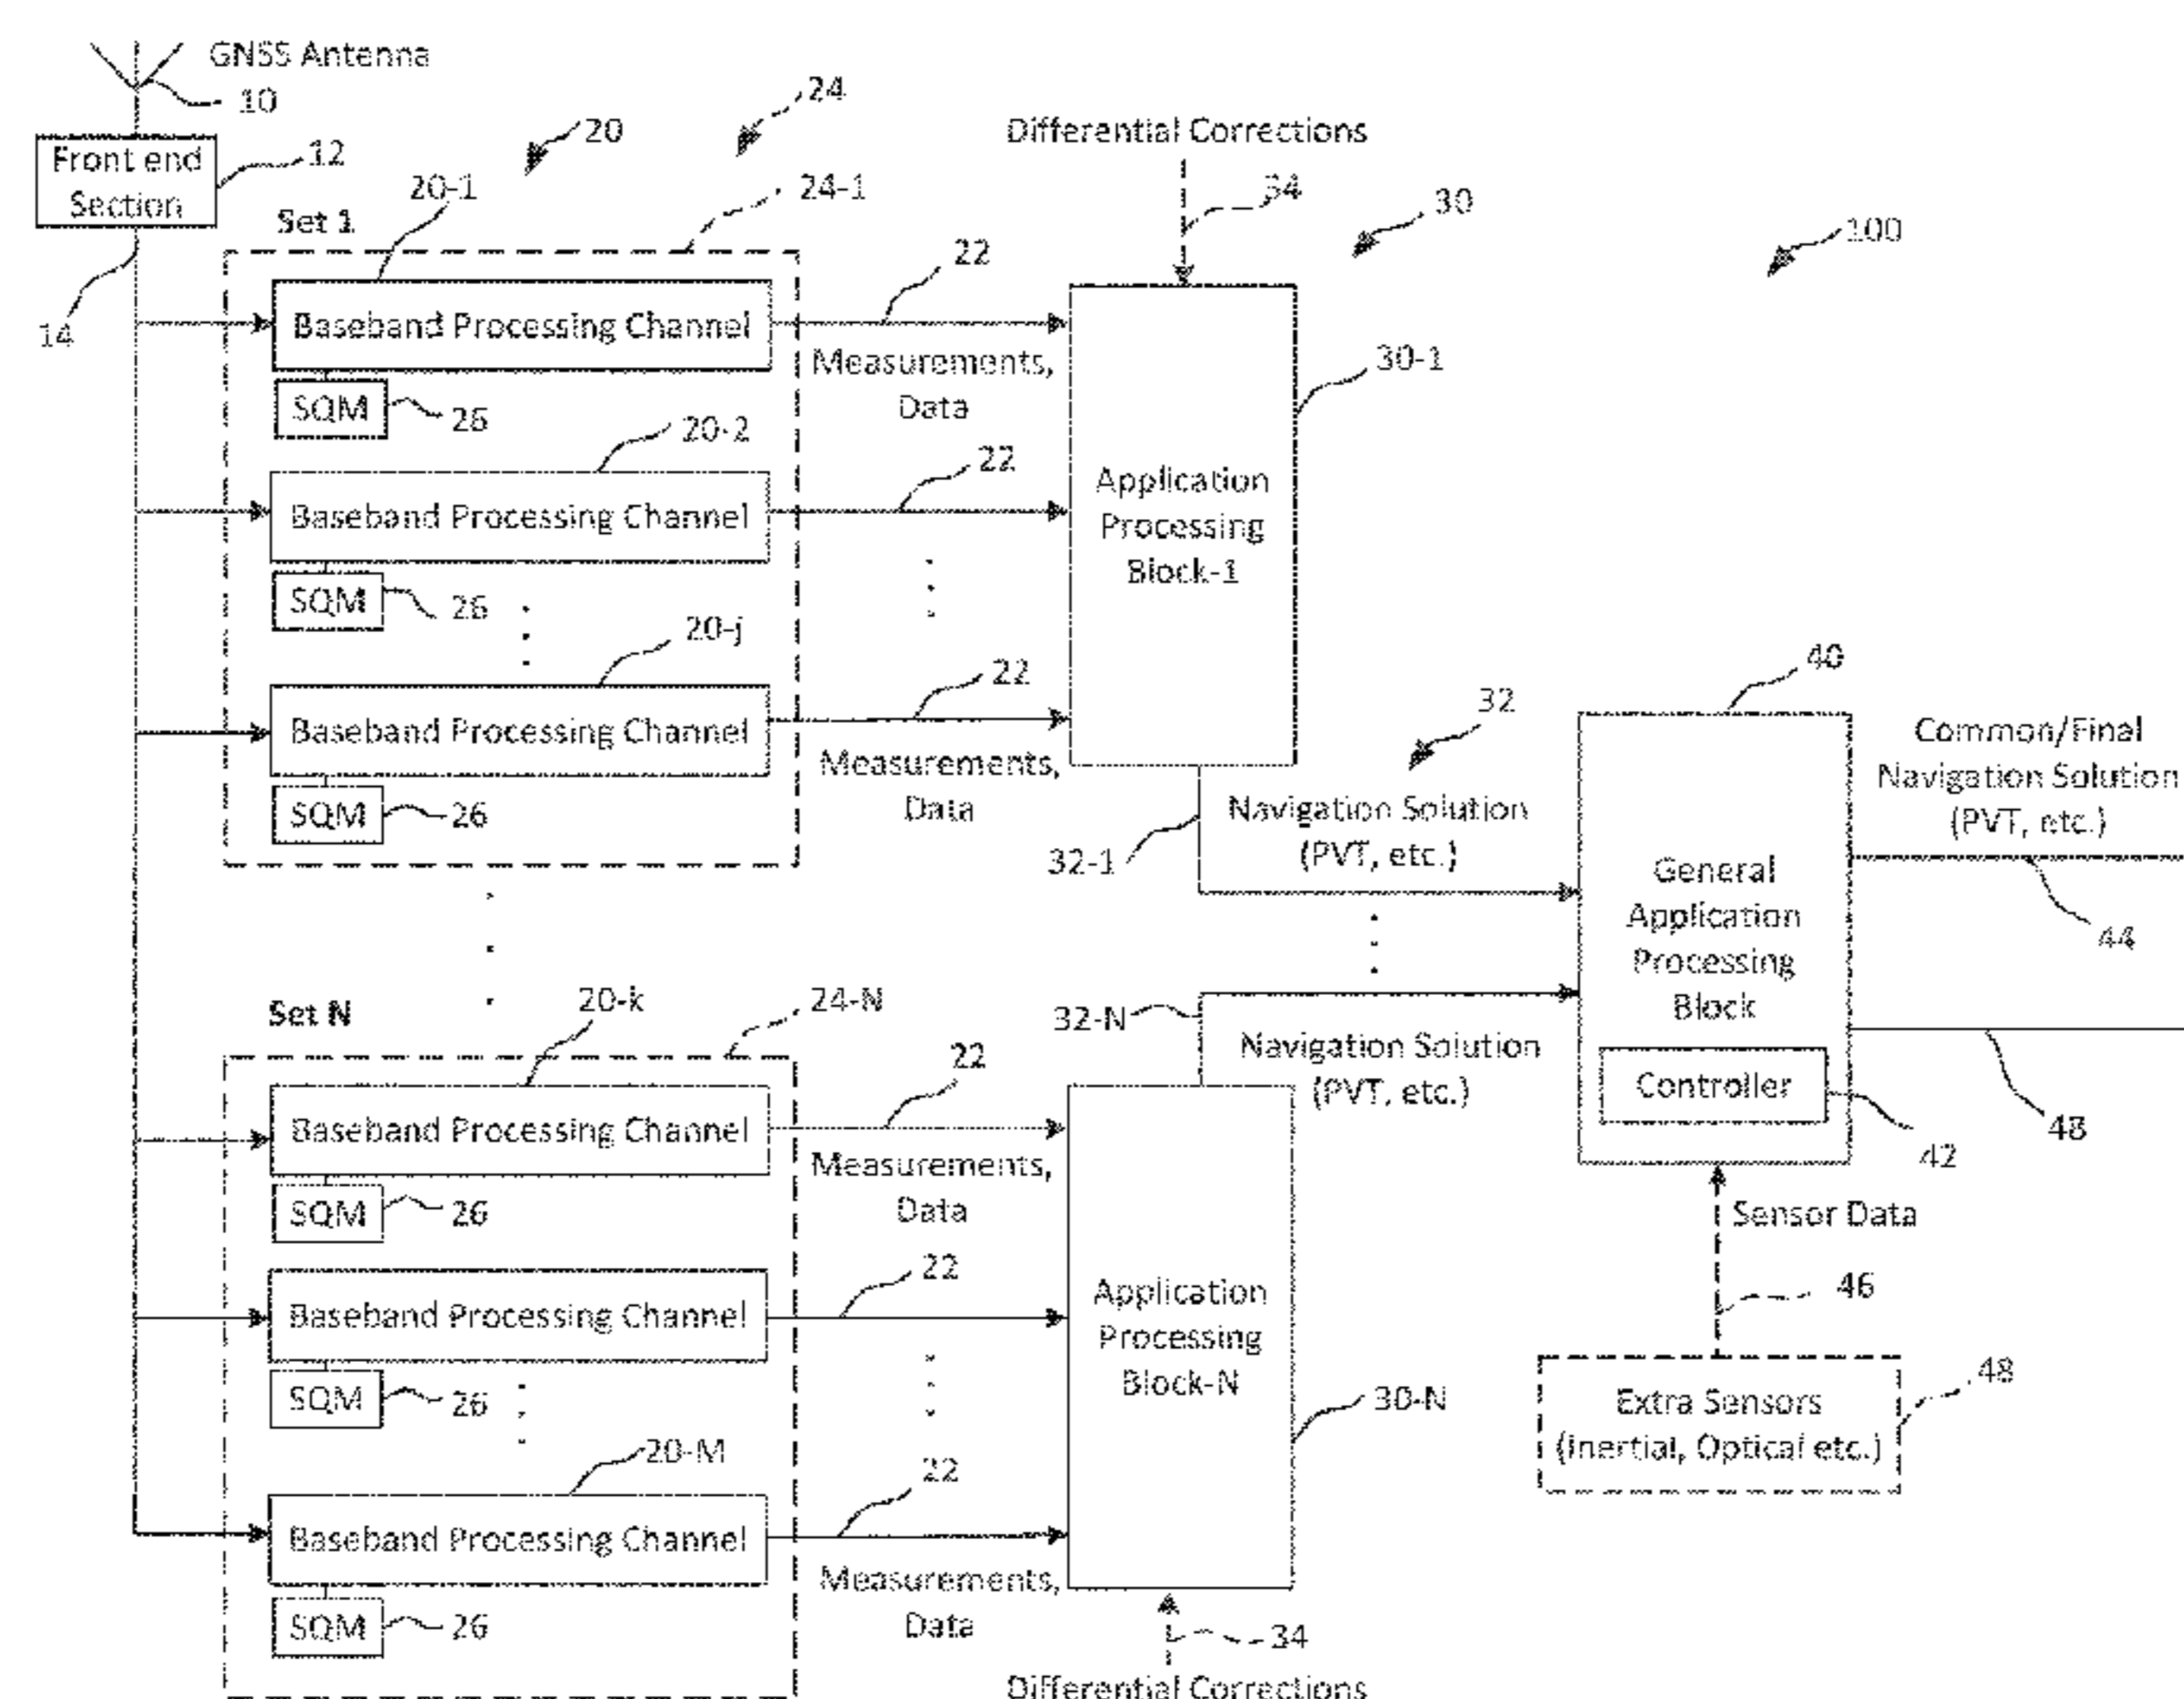 GNSS Antenna
10
Front end
Section
12
14
20
24
Set 1
20-1
24-1
Differential Corrections
34
30
100
Baseband Processing Channel
22
Measurements,
Data
SQM
26
20-2
Baseband Processing Channel
22
SQM
26
20-j
Baseband Processing Channel
22
Measurements,
Data
SQM
26
Application
Processing
Block-1
30-1
32
32-1
Navigation Solution
(PVT, etc.)
40
General
Application
Processing
Block
Controller
42
Common/Final
Navigation Solution
(PVT, etc.)
44
48
Set N
20-k
24-N
Baseband Processing Channel
22
Measurements,
Data
SQM
26
Baseband Processing Channel
22
SQM
26
20-M
Baseband Processing Channel
22
Measurements,
Data
SQM
26
32-N
Navigation Solution
(PVT, etc.)
Application
Processing
Block-N
30-N
34
Differential Corrections
Sensor Data
46
Extra Sensors
(Inertial, Optical etc.)
48